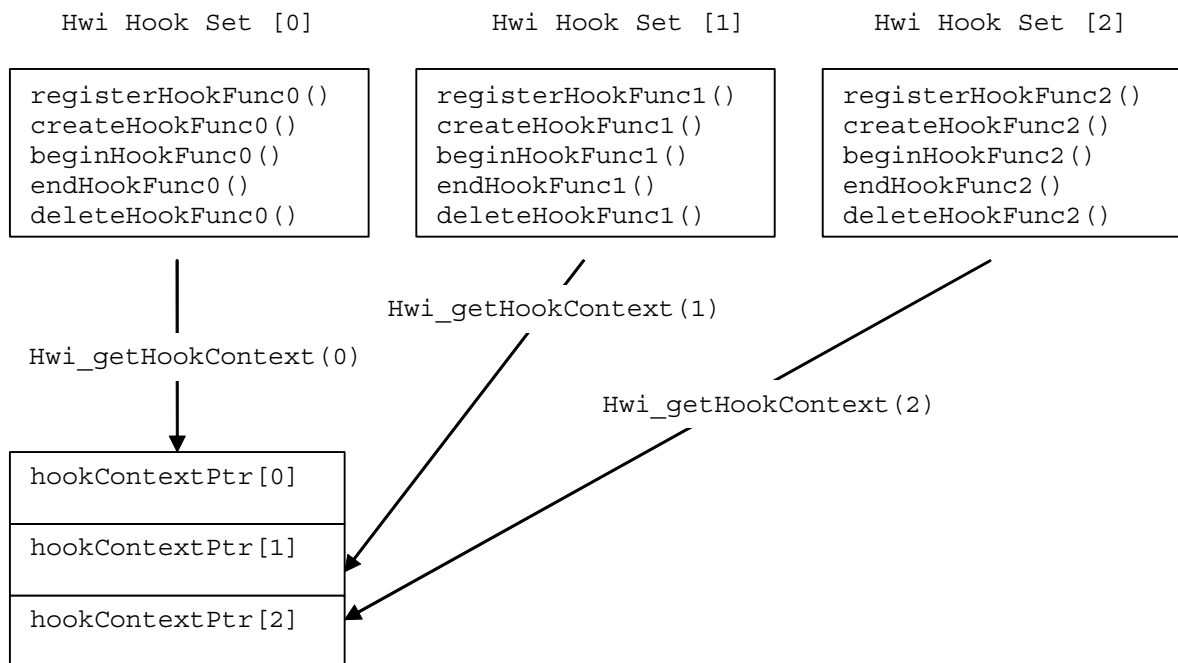 Hwi Hook Set [0]
Hwi Hook Set [1]
Hwi Hook Set [2]
registerHookFunc0()
createHookFunc0()
beginHookFunc0()
endHookFunc0()
deleteHookFunc0()
registerHookFunc1()
createHookFunc1()
beginHookFunc1()
endHookFunc1()
deleteHookFunc1()
registerHookFunc2()
createHookFunc2()
beginHookFunc2()
endHookFunc2()
deleteHookFunc2()
Hwi_getHookContext(1)
Hwi_getHookContext(0)
Hwi_getHookContext(2)
hookContextPtr[0]
hookContextPtr[1]
hookContextPtr[2]